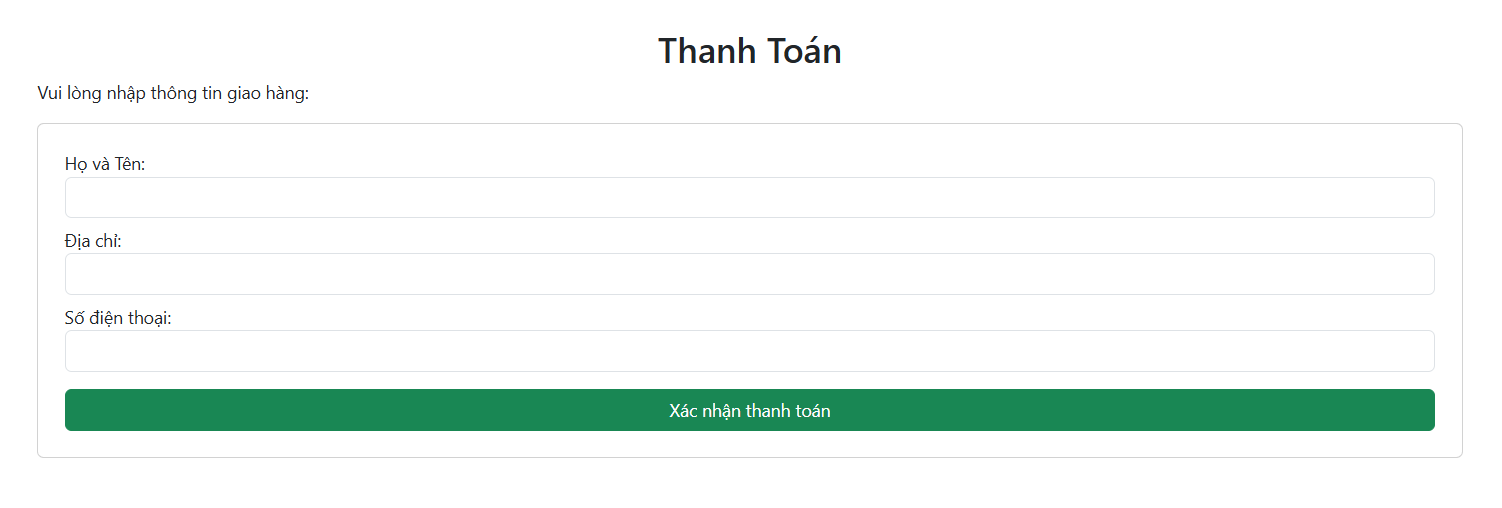 Thanh Toán
Vui lòng nhập thông tin giao hàng:
Họ và Tên:
Địa chỉ:
Số điện thoại:
Xác nhận thanh toán